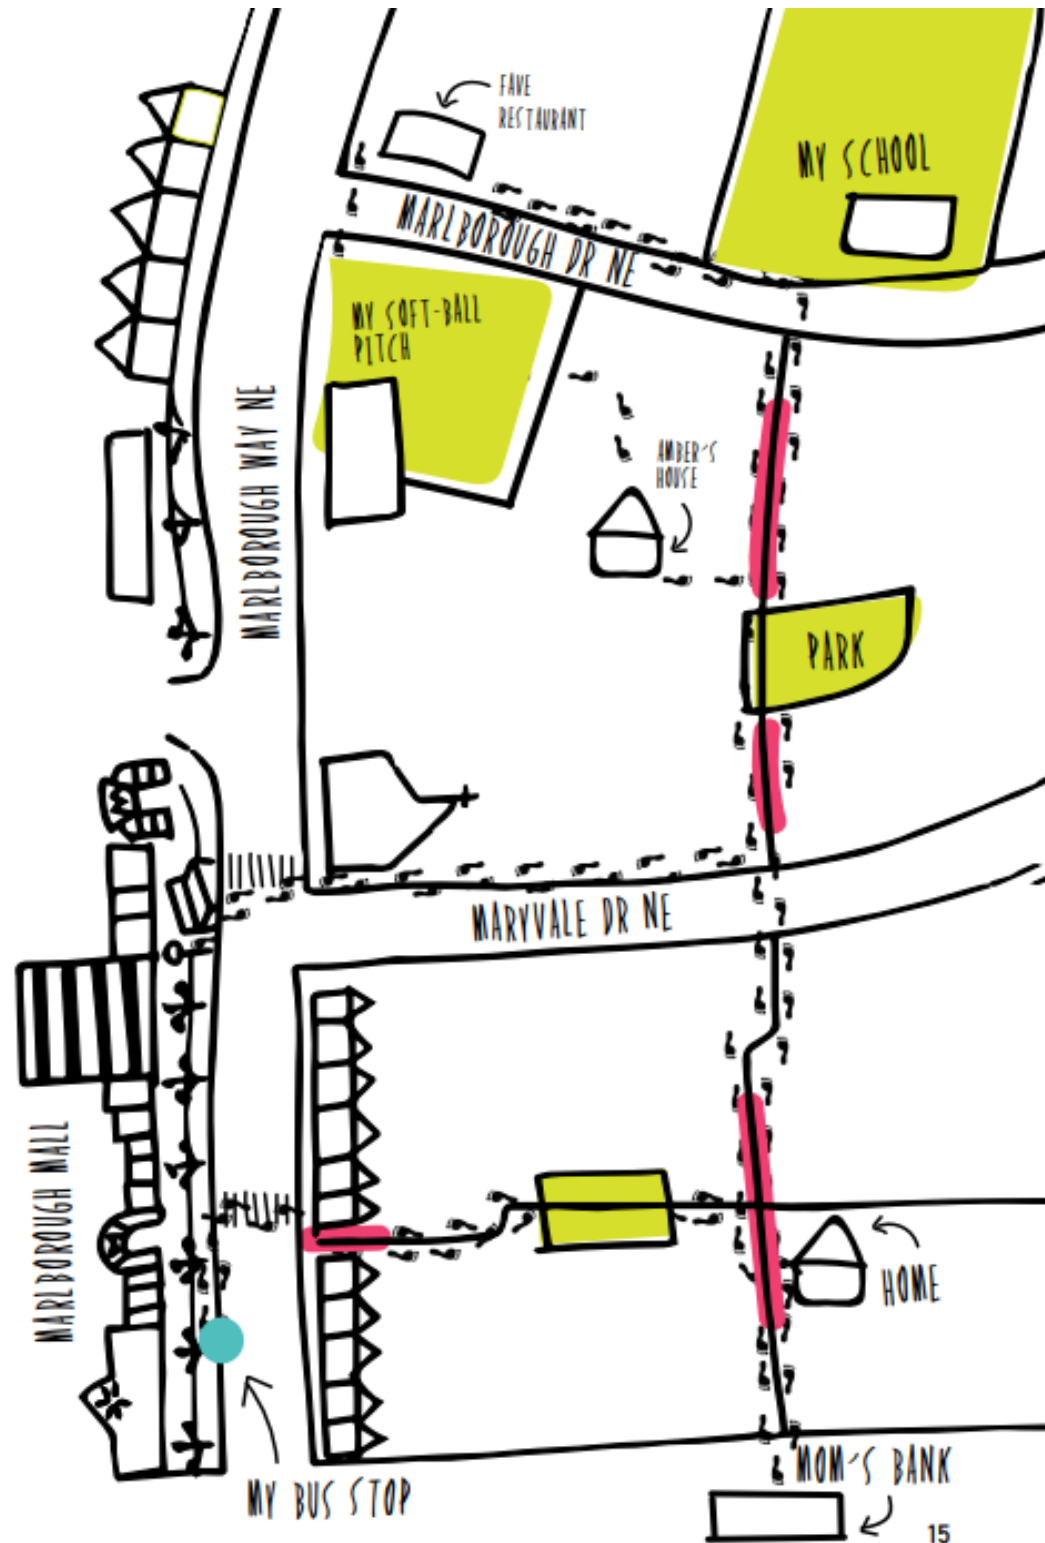 FAVE
RESTAURANT
MY SCHOOL
MARLBOROUGH DR NE
MY SOFT-BALL
PITCH
MARLBOROUGH WAY NE
AMBER'S
HOUSE
PARK
MARYVALE DR NE
MARLBOROUGH MALL
HOME
MY BUS STOP
MOM'S BANK
15